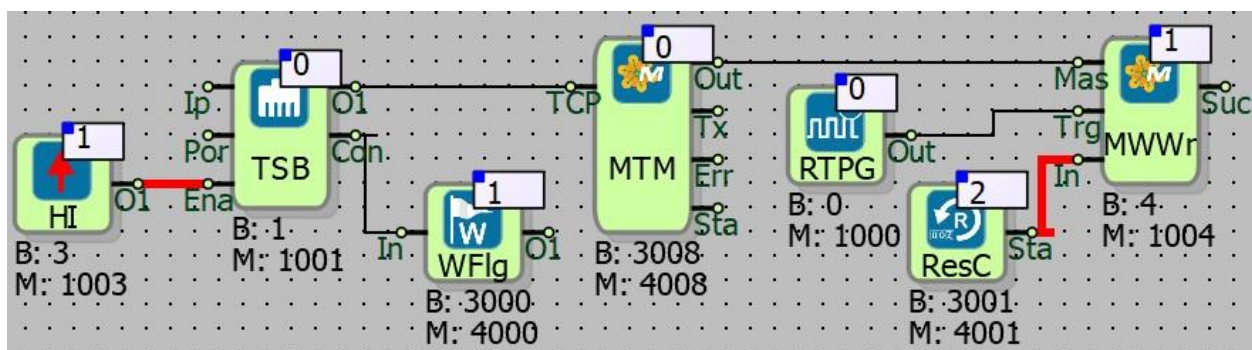 1
HI
O1
B: 3
M: 1003
0
Ip
Por
Ena
TSB
O1
Con
B: 1
M: 1001
1
In
W
WFlg
O1
B: 3000
M: 4000
0
TCP
M
MTM
Out
Tx
Err
Sta
B: 3008
M: 4008
0
RTPG
Out
B: 0
M: 1000
2
R
ResC
Sta
B: 3001
M: 4001
1
Mas
Trg
In
M
MWWr
Suc
B: 4
M: 1004